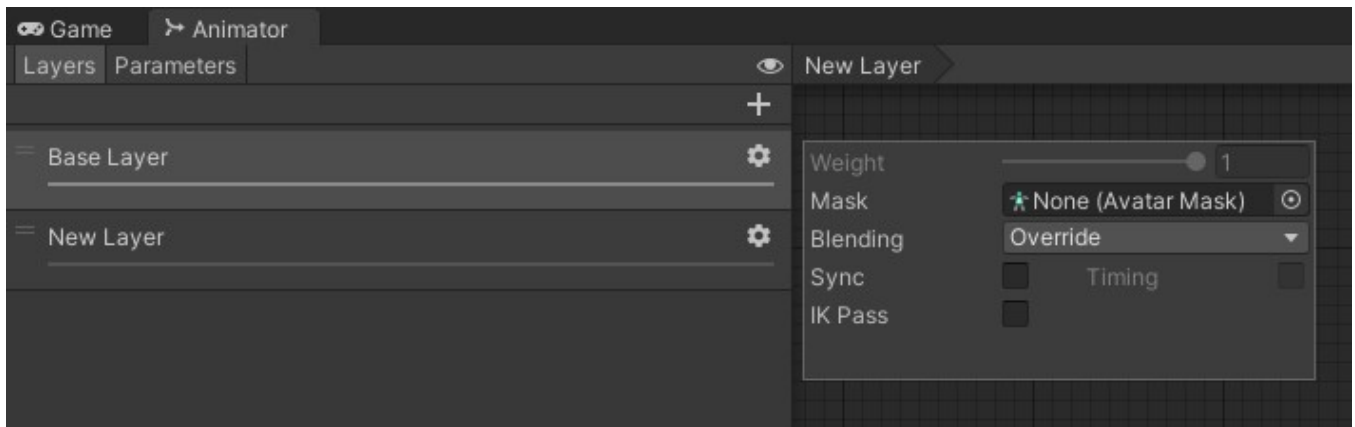 Game Animator
Layers Parameters New Layer
Base Layer
New Layer
Weight 1
Mask None (Avatar Mask)
Blending Override
Sync Timing
IK Pass